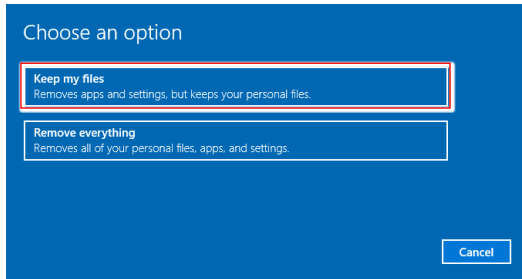 Choose an option
Keep my files
Removes apps and settings, but keeps your personal files.
Remove everything
Removes all of your personal files, apps, and settings.
Cancel